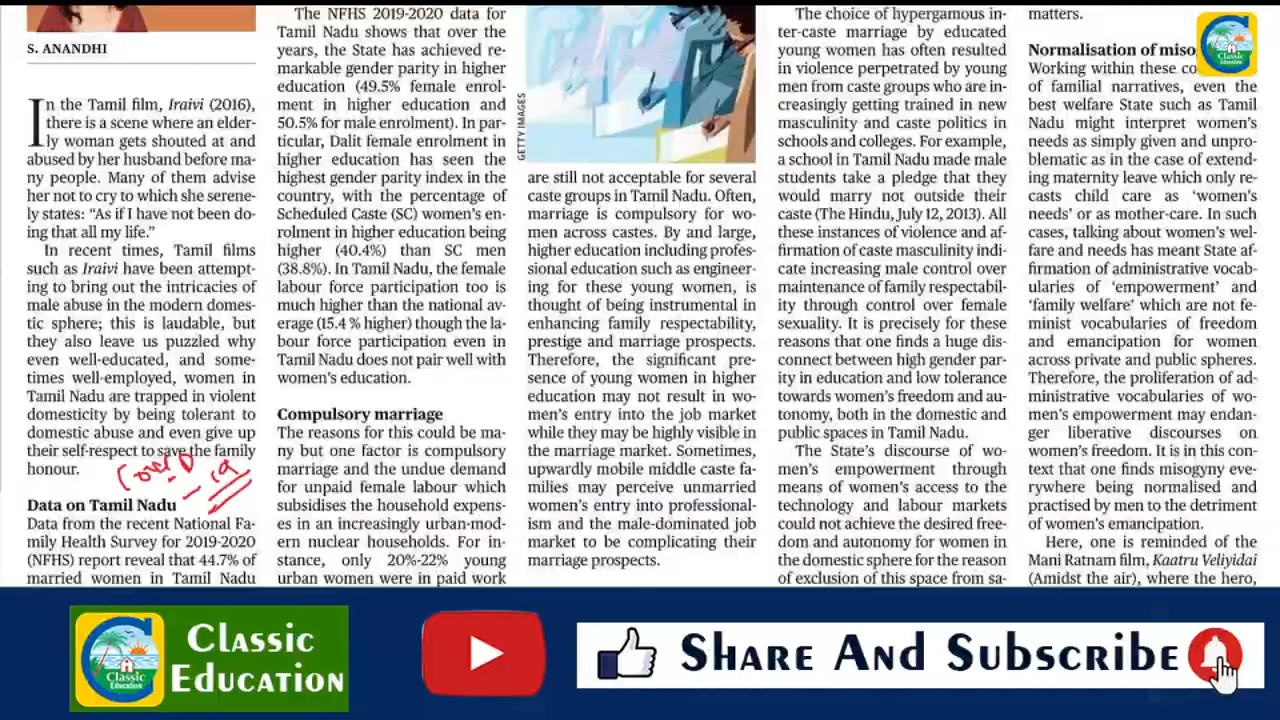 S. ANANDHI
In the Tamil film, Iraivi (2016),
there is a scene where an elder-
ly woman gets shouted at and
abused by her husband before ma-
ny people. Many of them advise
her not to cry to which she serene-
ly states: “As if I have not been do-
ing that all my life.”
In recent times, Tamil films
such as Iraivi have been attempt-
ing to bring out the intricacies of
male abuse in the modern domes-
tic sphere; this is laudable, but
they also leave us puzzled why
even well-educated, and some-
times well-employed, women in
Tamil Nadu are trapped in violent
domesticity by being tolerant to
domestic abuse and even give up
their self-respect to save the family
honour.
Data on Tamil Nadu
Data from the recent National Fa-
mily Health Survey for 2019-2020
(NFHS) report reveal that 44.7% of
married women in Tamil Nadu
The NFHS 2019-2020 data for
Tamil Nadu shows that over the
years, the State has achieved re-
markable gender parity in higher
education (49.5% female enrol-
ment in higher education and
50.5% for male enrolment). In par-
ticular, Dalit female enrolment in
higher education has seen the
highest gender parity index in the
country, with the percentage of
Scheduled Caste (SC) women’s en-
rolment in higher education being
higher (40.4%) than SC men
(38.8%). In Tamil Nadu, the female
labour force participation too is
much higher than the national av-
erage (15.4 % higher) though the la-
bour force participation even in
Tamil Nadu does not pair well with
women’s education.
Compulsory marriage
The reasons for this could be ma-
ny but one factor is compulsory
marriage and the undue demand
for unpaid female labour which
subsidises the household expens-
es in an increasingly urban-mod-
ern nuclear households. For in-
stance, only 20%-22% young
urban women were in paid work
GETTY IMAGES
are still not acceptable for several
caste groups in Tamil Nadu. Often,
marriage is compulsory for wo-
men across castes. By and large,
higher education including profes-
sional education such as engineer-
ing for these young women, is
thought of being instrumental in
enhancing family respectability,
prestige and marriage prospects.
Therefore, the significant pre-
sence of young women in higher
education may not result in wo-
men’s entry into the job market
while they may be highly visible in
the marriage market. Sometimes,
upwardly mobile middle caste fa-
milies may perceive unmarried
women’s entry into professional-
ism and the male-dominated job
market to be complicating their
marriage prospects.
The choice of hypergamous in-
ter-caste marriage by educated
young women has often resulted
in violence perpetrated by young
men from caste groups who are in-
creasingly getting trained in new
masculinity and caste politics in
schools and colleges. For example,
a school in Tamil Nadu made male
students take a pledge that they
would marry not outside their
caste (The Hindu, July 12, 2013). All
these instances of violence and af-
firmation of caste masculinity indi-
cate increasing male control over
maintenance of family respectabil-
ity through control over female
sexuality. It is precisely for these
reasons that one finds a huge dis-
connect between high gender par-
ity in education and low tolerance
towards women’s freedom and au-
tonomy, both in the domestic and
public spaces in Tamil Nadu.
The State’s discourse of wo-
men’s empowerment through
means of women’s access to the
technology and labour markets
could not achieve the desired free-
dom and autonomy for women in
the domestic sphere for the reason
of exclusion of this space from sa-
matters.
Normalisation of miso
Working within these co
of familial narratives, even the
best welfare State such as Tamil
Nadu might interpret women’s
needs as simply given and unpro-
blematic as in the case of extend-
ing maternity leave which only re-
casts child care as ‘women’s
needs’ or as mother-care. In such
cases, talking about women’s wel-
fare and needs has meant State af-
firmation of administrative vocab-
ularies of ‘empowerment’ and
‘family welfare’ which are not fe-
minist vocabularies of freedom
and emancipation for women
across private and public spheres.
Therefore, the proliferation of ad-
ministrative vocabularies of wo-
men’s empowerment may endan-
ger liberative discourses on
women’s freedom. It is in this con-
text that one finds misogyny eve-
rywhere being normalised and
practised by men to the detriment
of women’s emancipation.
Here, one is reminded of the
Mani Ratnam film, Kaatru Veliyidai
(Amidst the air), where the hero,
Classic
Education
Classic
Education
Classic
Education
Share And Subscribe